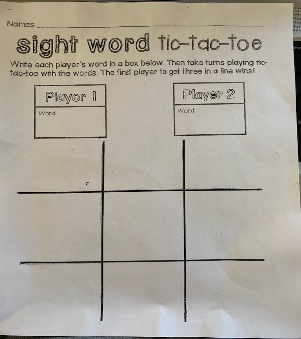 Names
sight word tic-tac-toe
Write each player's word in a box below. Then take turns playing tic-
tac-toe with the words. The first player to get three in a line wins!
Player 1
Player 2
Word
Word